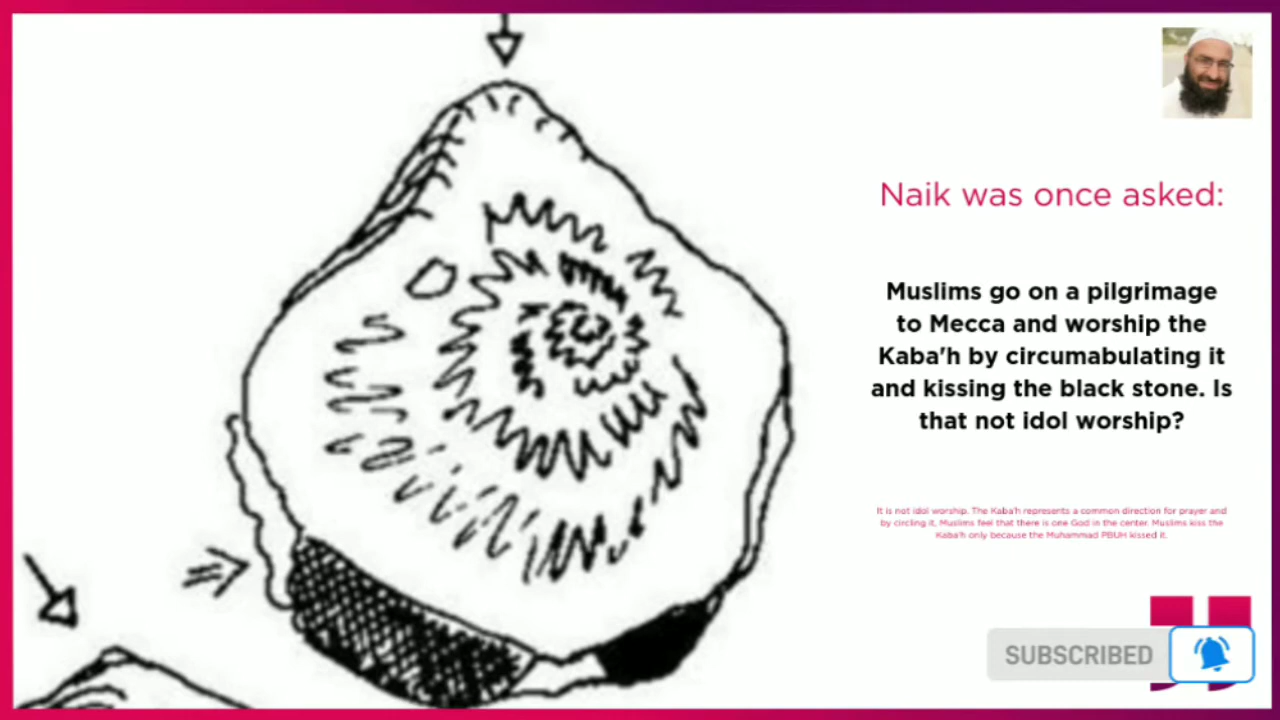 Naik was once asked:
Muslims go on a pilgrimage
to Mecca and worship the
Kaba'h by circumabulating it
and kissing the black stone. Is
that not idol worship?
It is not idol worship. The Kaba'h represents a common direction for prayer and
by circling it, Muslims feel that there is one God in the center. Muslims kiss the
Kaba'h only because the Muhammad PBUH kissed it.
SUBSCRIBED